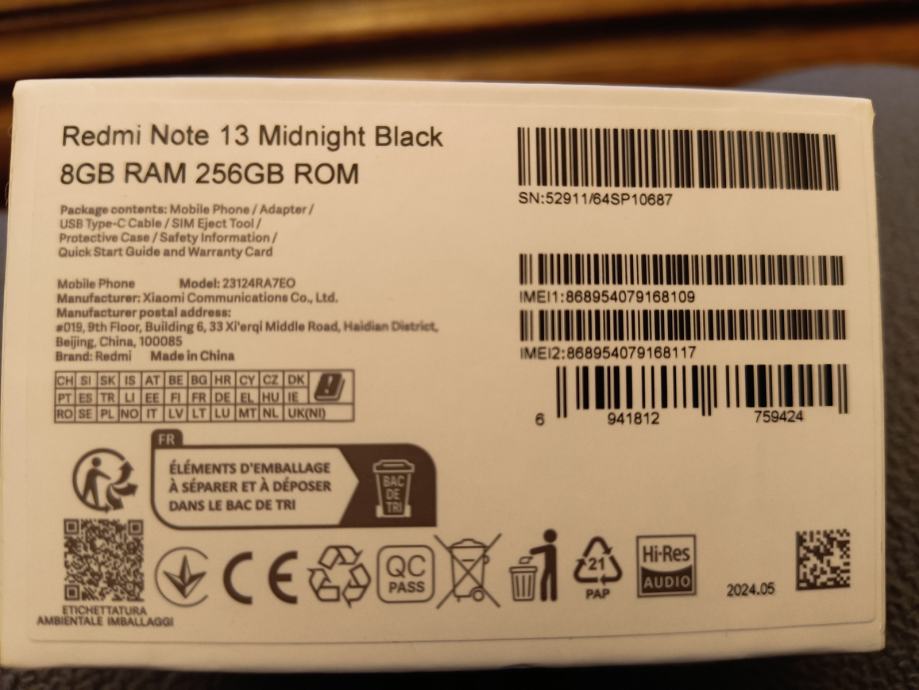 Redmi Note 13 Midnight Black
8GB RAM 256GB ROM
Package contents: Mobile Phone / Adapter /
USB Type-C Cable / SIM Eject Tool /
Protective Case / Safety Information /
Quick Start Guide and Warranty Card
Mobile Phone Model: 23124RA7EO
Manufacturer: Xiaomi Communications Co., Ltd.
Manufacturer postal address:
#019, 9th Floor, Building 6, 33 Xi'erqi Middle Road, Haidian District,
Beijing, China, 100085
Brand: Redmi Made in China
CH SI SK IS AT BE BG HR CY CZ DK
PT ES TR LI EE FI FR DE EL HU IE
RO SE PL NO IT LV LT LU MT NL UK(NI)
SN:52911/64SP10687
IMEI1:868954079168109
IMEI2:868954079168117
6 941812 759424
FR
ÉLÉMENTS D'EMBALLAGE
À SÉPARER ET À DÉPOSER
DANS LE BAC DE TRI
BAC
DE
TRI
ETICHETTATURA
AMBIENTALE IMBALLAGGI
CE
QC
PASS
21
PAP
Hi-Res
AUDIO
2024.05